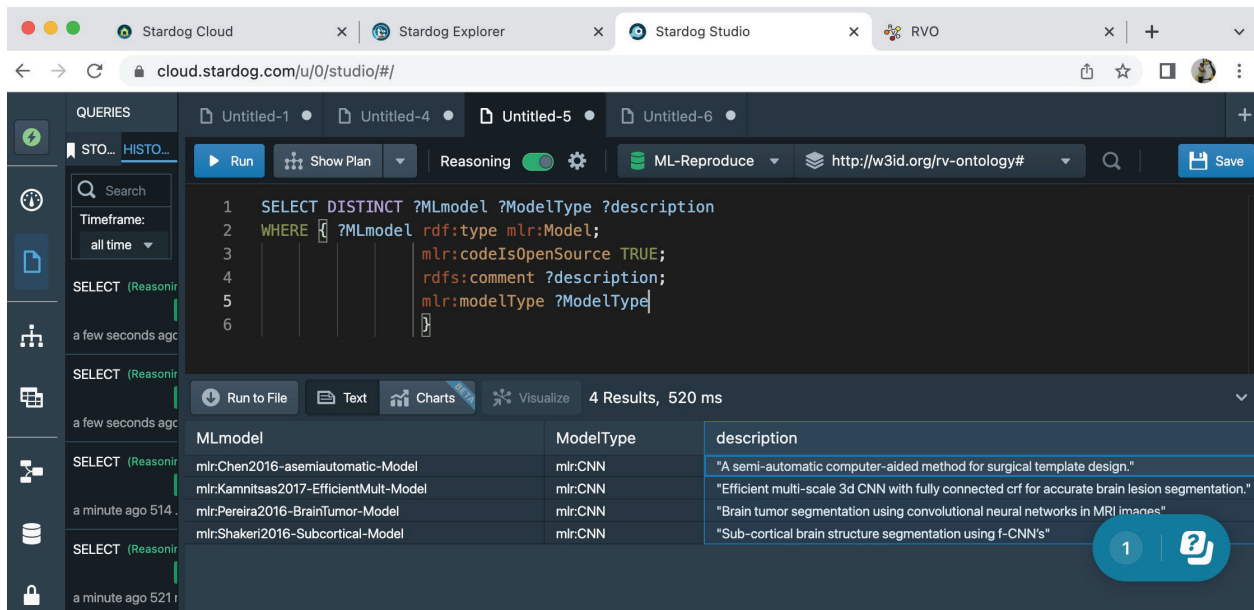 Stardog Cloud × Stardog Explorer × Stardog Studio × RVO × +
cloud.stardog.com/u/0/studio/#/
QUERIES
STO... HISTO...
Search
Timeframe:
all time
SELECT (Reasonin
a few seconds ago
SELECT (Reasonin
a few seconds ago
SELECT (Reasonin
a minute ago 514
SELECT (Reasonin
a minute ago 521
Untitled-1 Untitled-4 Untitled-5 Untitled-6 +
Run Show Plan Reasoning ML-Reproduce http://w3id.org/rv-ontology# Save
1 SELECT DISTINCT ?MLmodel ?ModelType ?description
2 WHERE { ?MLmodel rdf:type mlr:Model;
3 mlr:codeIsOpenSource TRUE;
4 rdfs:comment ?description;
5 mlr:modelType ?ModelType
6 }
Run to File Text Charts BETA Visualize 4 Results, 520 ms
MLmodel ModelType description
mlr:Chen2016-asemiautomatic-Model mlr:CNN "A semi-automatic computer-aided method for surgical template design."
mlr:Kamnitsas2017-EfficientMult-Model mlr:CNN "Efficient multi-scale 3d CNN with fully connected crf for accurate brain lesion segmentation."
mlr:Pereira2016-BrainTumor-Model mlr:CNN "Brain tumor segmentation using convolutional neural networks in MRI images"
mlr:Shakeri2016-Subcortical-Model mlr:CNN "Sub-cortical brain structure segmentation using f-CNN's"
1 ?